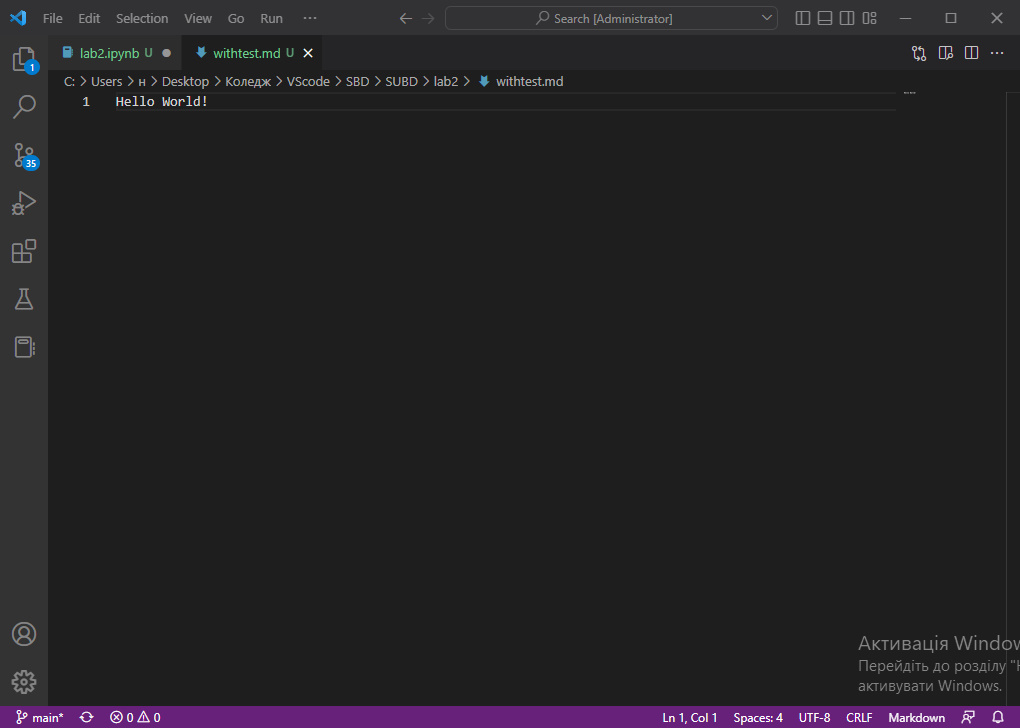 File Edit Selection View Go Run ···
Search [Administrator]
1
35
lab2.ipynb U
withtest.md U
C: > Users > н > Desktop > Коледж > VScode > SBD > SUBD > lab2 > withtest.md
1 Hello World!
Активація Window
Перейдіть до розділу "Н
активувати Windows.
main* 0 0 Ln 1, Col 1 Spaces: 4 UTF-8 CRLF Markdown